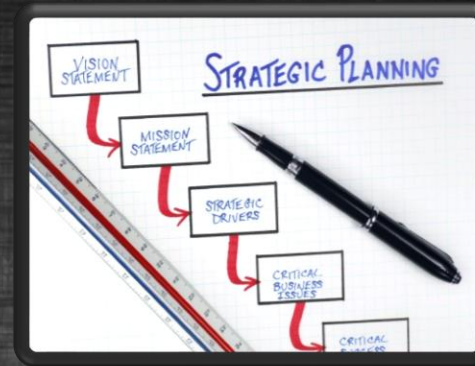 STRATEGIC PLANNING
VISION
STATEMENT
MISSION
STATEMENT
STRATEGIC
DRIVERS
CRITICAL
BUSINESS
ISSUES
CRITICAL